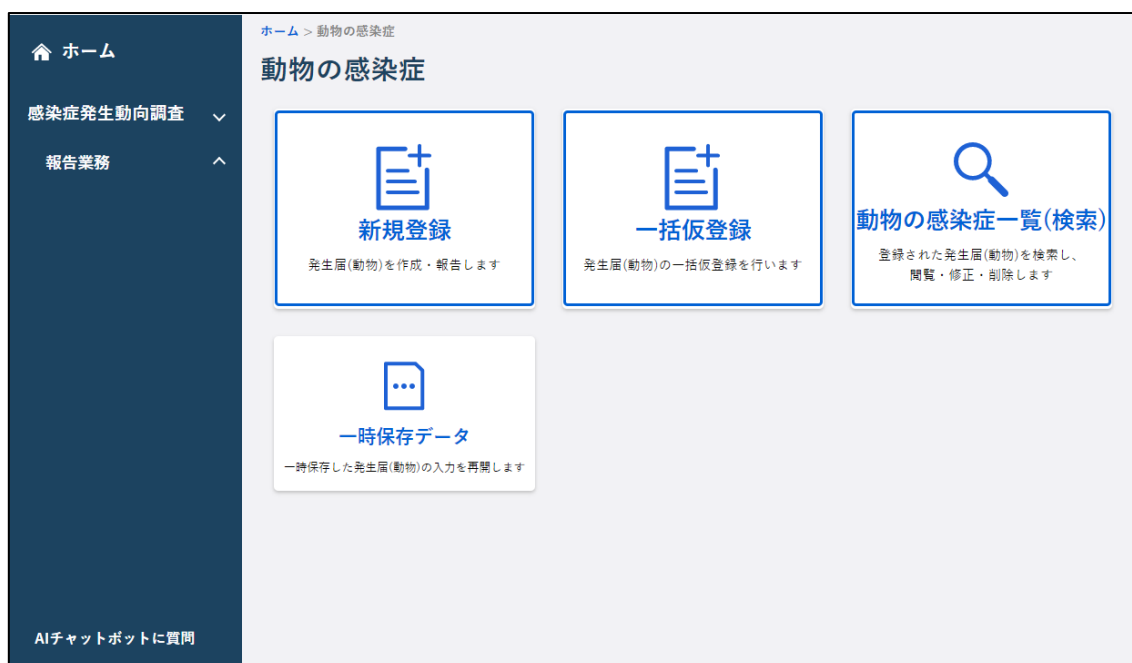 ホーム
感染症発生動向調査
報告業務
AIチャットボットに質問
ホーム > 動物の感染症
動物の感染症
新規登録
発生届(動物)を作成・報告します
一括仮登録
発生届(動物)の一括仮登録を行います
動物の感染症一覧(検索)
登録された発生届(動物)を検索し、
閲覧・修正・削除します
一時保存データ
一時保存した発生届(動物)の入力を再開します